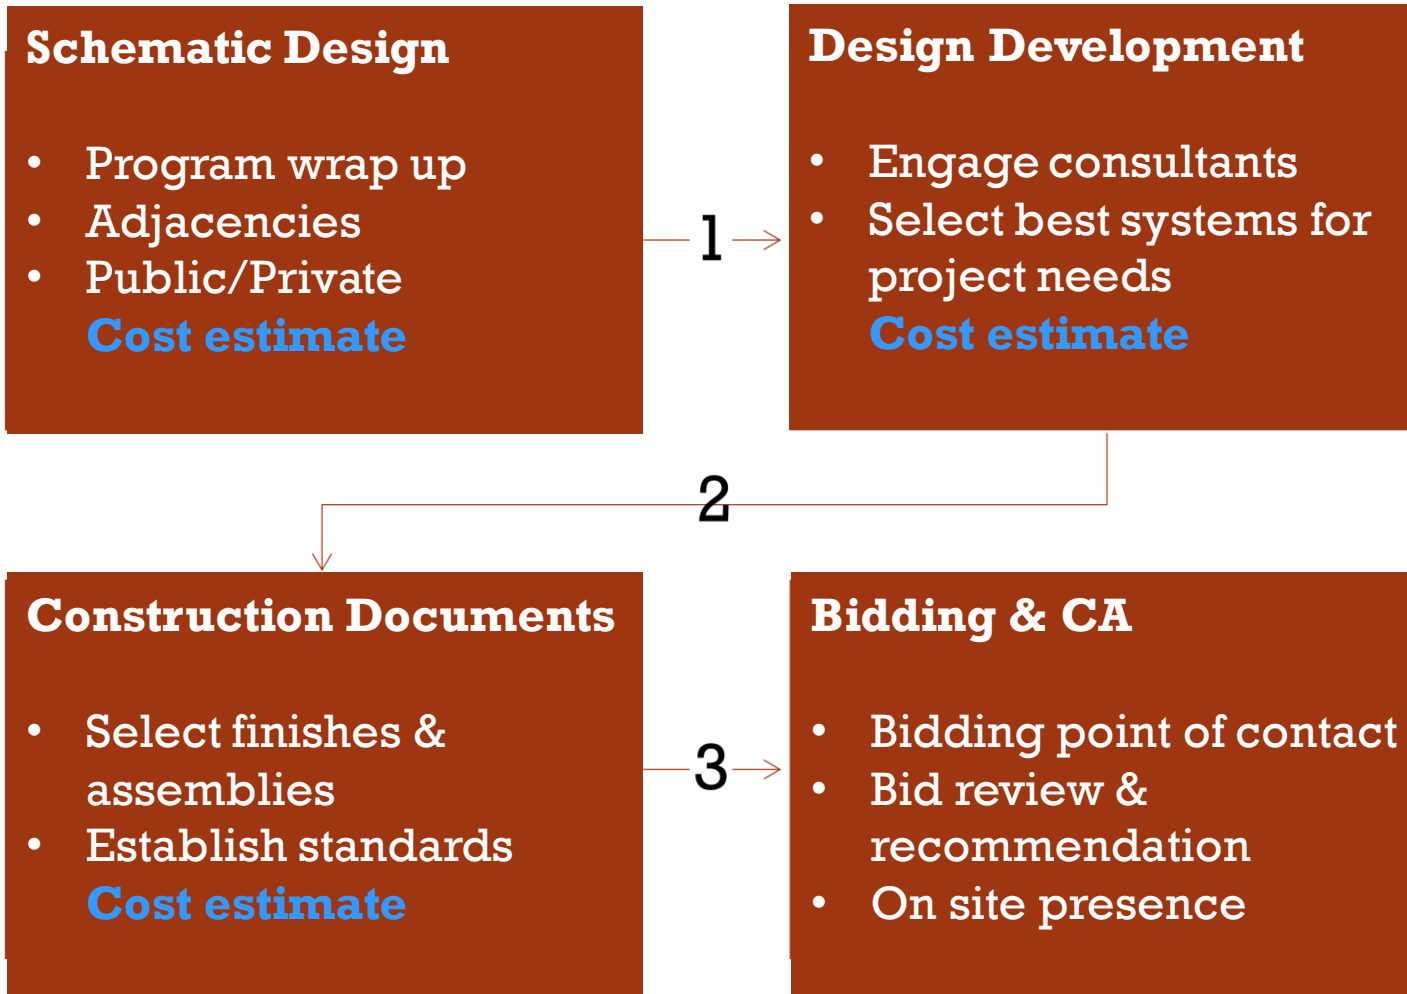 Schematic Design
• Program wrap up
• Adjacencies
• Public/Private
Cost estimate
1
Design Development
• Engage consultants
• Select best systems for
project needs
Cost estimate
2
Construction Documents
• Select finishes &
assemblies
• Establish standards
Cost estimate
3
Bidding & CA
• Bidding point of contact
• Bid review &
recommendation
• On site presence